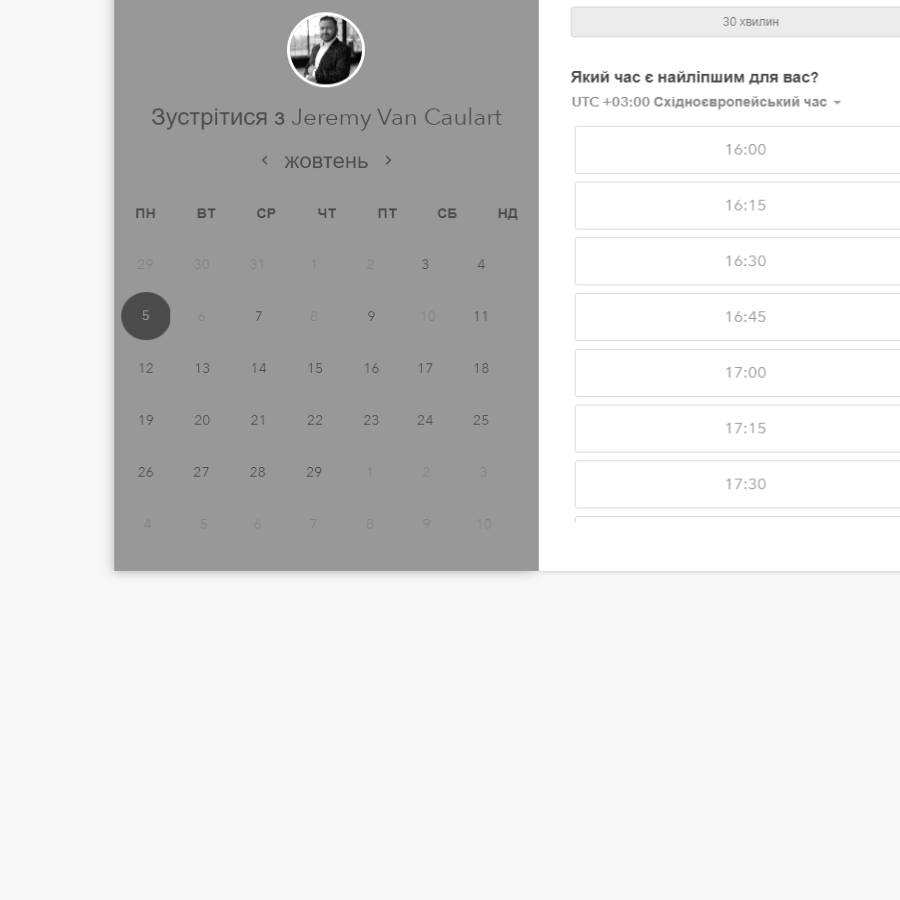 Зустрітися з Jeremy Van Caulart
жовтень
ПН ВТ СР ЧТ ПТ СБ НД
29 30 31 1 2 3 4
5 6 7 8 9 10 11
12 13 14 15 16 17 18
19 20 21 22 23 24 25
26 27 28 29 1 2 3
4 5 6 7 8 9 10
30 хвилин
Який час є найліпшим для вас?
UTC +03:00 Східноєвропейський час
16:00
16:15
16:30
16:45
17:00
17:15
17:30